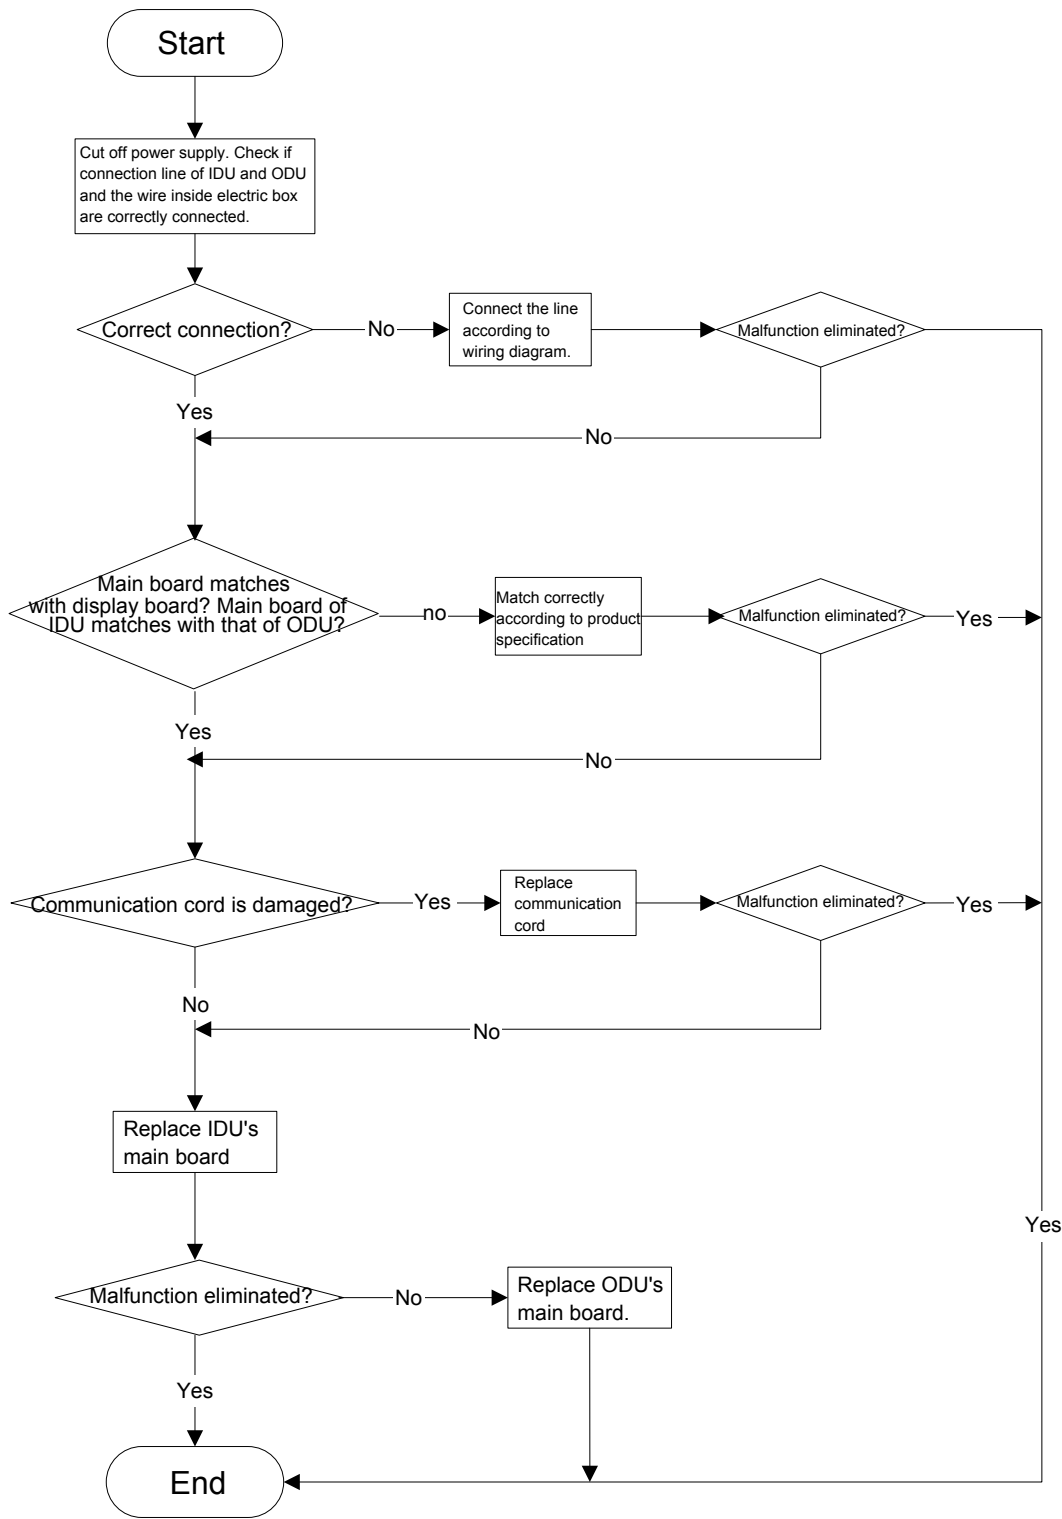 Start
Cut off power supply. Check if
connection line of IDU and ODU
and the wire inside electric box
are correctly connected.
Correct connection?
No
Connect the line
according to
wiring diagram.
Malfunction eliminated?
Yes
No
Main board matches
with display board? Main board of
IDU matches with that of ODU?
no
Match correctly
according to product
specification
Malfunction eliminated?
Yes
Yes
No
Communication cord is damaged?
Yes
Replace
communication
cord
Malfunction eliminated?
Yes
No
No
Replace IDU's
main board
Yes
Malfunction eliminated?
No
Replace ODU's
main board.
Yes
End